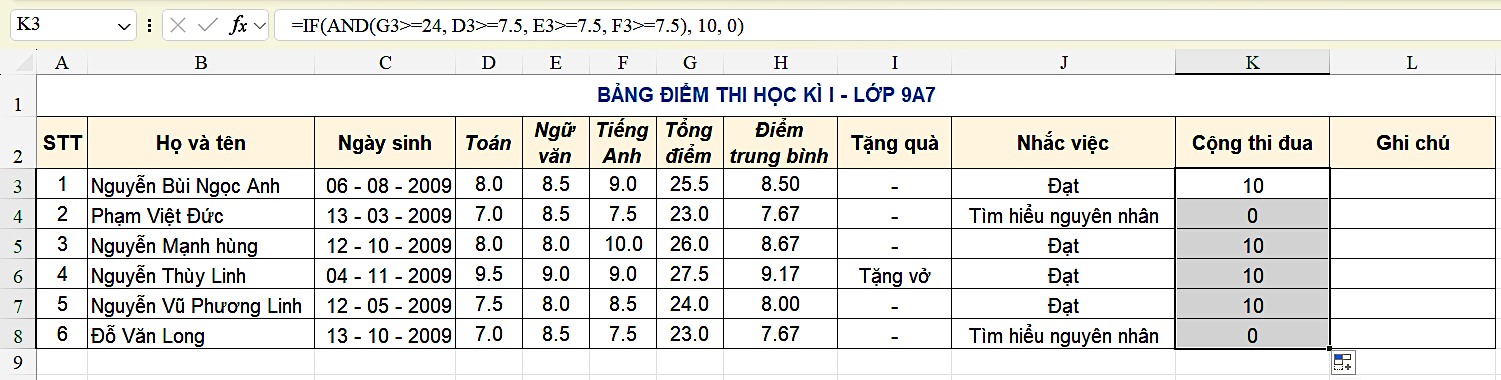 K3 fx =IF(AND(G3>=24, D3>=7.5, E3>=7.5, F3>=7.5), 10, 0)
A B C D E F G H I J K L
1 BẢNG ĐIỂM THI HỌC KÌ I - LỚP 9A7
2 STT Họ và tên Ngày sinh Toán Ngữ văn Tiếng Anh Tổng điểm Điểm trung bình Tặng quà Nhắc việc Cộng thi đua Ghi chú
3 1 Nguyễn Bùi Ngọc Anh 06 - 08 - 2009 8.0 8.5 9.0 25.5 8.50 - Đạt 10
4 2 Phạm Việt Đức 13 - 03 - 2009 7.0 8.5 7.5 23.0 7.67 - Tìm hiểu nguyên nhân 0
5 3 Nguyễn Mạnh hùng 12 - 10 - 2009 8.0 8.0 10.0 26.0 8.67 - Đạt 10
6 4 Nguyễn Thùy Linh 04 - 11 - 2009 9.5 9.0 9.0 27.5 9.17 Tặng vở Đạt 10
7 5 Nguyễn Vũ Phương Linh 12 - 05 - 2009 7.5 8.0 8.5 24.0 8.00 - Đạt 10
8 6 Đỗ Văn Long 13 - 10 - 2009 7.0 8.5 7.5 23.0 7.67 - Tìm hiểu nguyên nhân 0
9